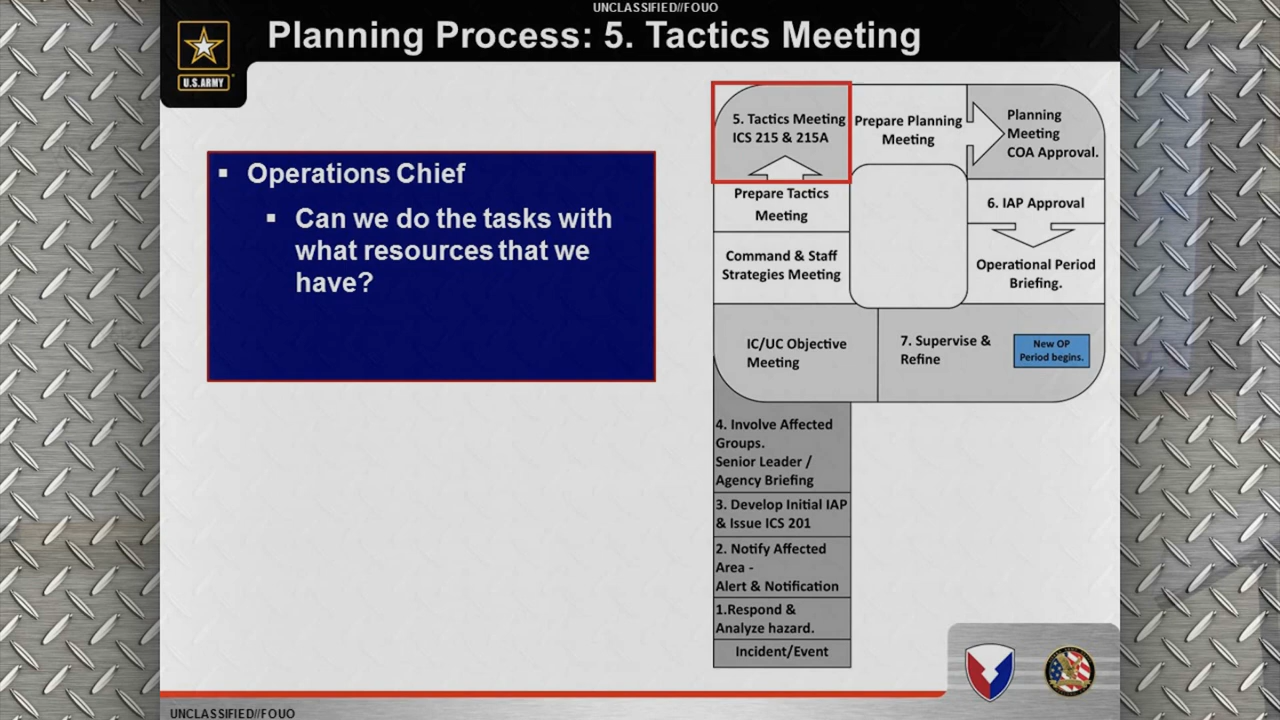 UNCLASSIFIED//FOUO
Planning Process: 5. Tactics Meeting
U.S.ARMY
▪ Operations Chief
▪ Can we do the tasks with
what resources that we
have?
5. Tactics Meeting
ICS 215 & 215A
Prepare Planning
Meeting
Planning
Meeting
COA Approval.
Prepare Tactics
Meeting
6. IAP Approval
Command & Staff
Strategies Meeting
Operational Period
Briefing.
IC/UC Objective
Meeting
7. Supervise &
Refine
New OP
Period begins.
4. Involve Affected
Groups.
Senior Leader /
Agency Briefing
3. Develop Initial IAP
& Issue ICS 201
2. Notify Affected
Area -
Alert & Notification
1.Respond &
Analyze hazard.
Incident/Event
UNCLASSIFIED//FOUO